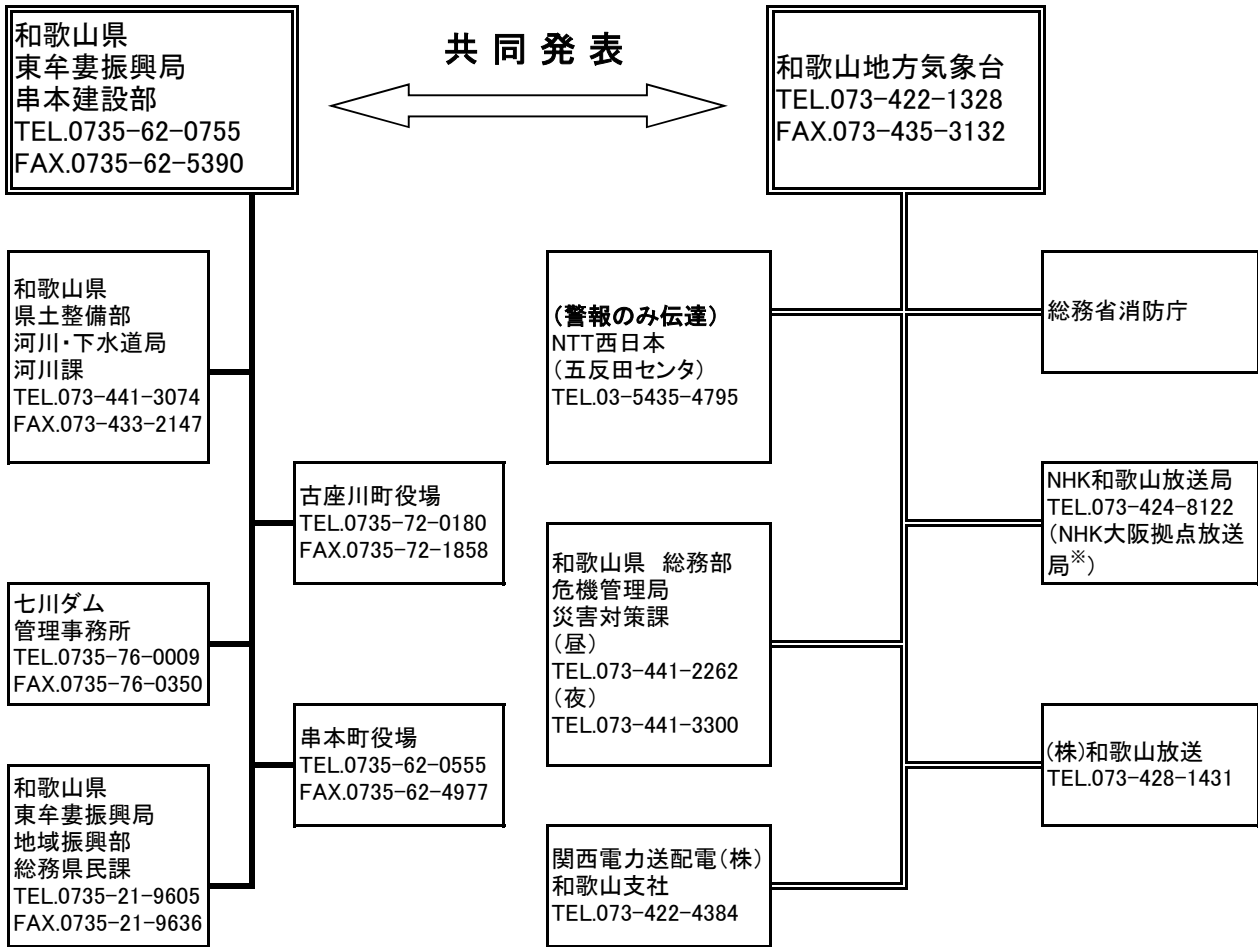 和歌山県
東牟婁振興局
串本建設部
TEL.0735-62-0755
FAX.0735-62-5390
共同発表
和歌山地方気象台
TEL.073-422-1328
FAX.073-435-3132
和歌山県
県土整備部
河川・下水道局
河川課
TEL.073-441-3074
FAX.073-433-2147
古座川町役場
TEL.0735-72-0180
FAX.0735-72-1858
七川ダム
管理事務所
TEL.0735-76-0009
FAX.0735-76-0350
串本町役場
TEL.0735-62-0555
FAX.0735-62-4977
和歌山県
東牟婁振興局
地域振興部
総務県民課
TEL.0735-21-9605
FAX.0735-21-9636
(警報のみ伝達)
NTT西日本
(五反田センタ)
TEL.03-5435-4795
総務省消防庁
和歌山県 総務部
危機管理局
災害対策課
(昼)
TEL.073-441-2262
(夜)
TEL.073-441-3300
NHK和歌山放送局
TEL.073-424-8122
(NHK大阪拠点放送
局※)
(株)和歌山放送
TEL.073-428-1431
関西電力送配電(株)
和歌山支社
TEL.073-422-4384